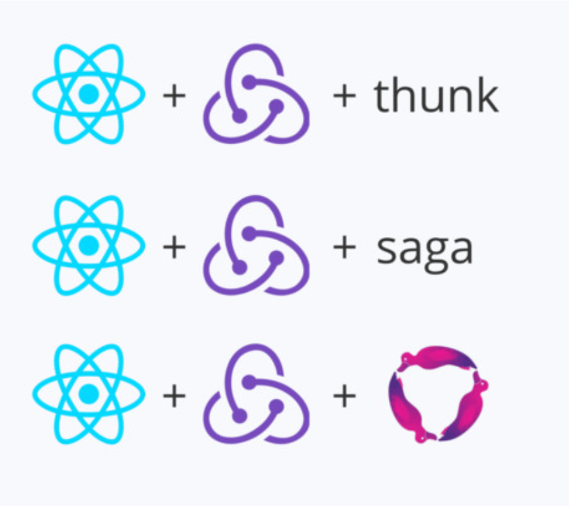 + + thunk
+ + saga
+ +